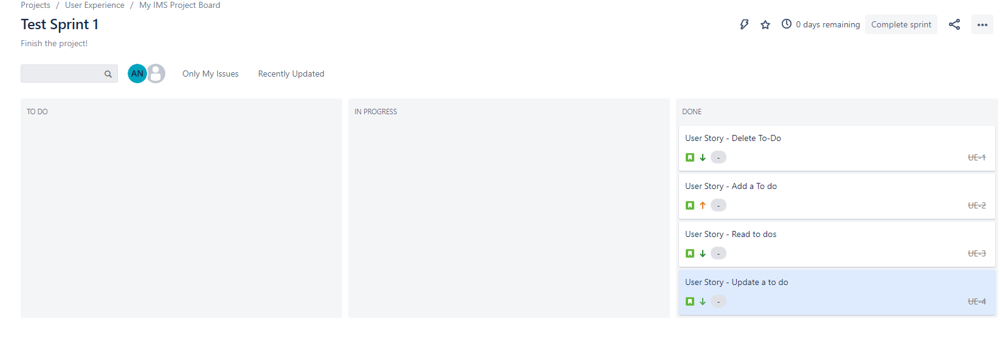 Projects / User Experience / My IMS Project Board
Test Sprint 1
0 days remaining
Complete sprint
Finish the project!
AN
Only My Issues
Recently Updated
TO DO
IN PROGRESS
DONE
User Story - Delete To-Do
-
UE-1
User Story - Add a To do
-
UE-2
User Story - Read to dos
-
UE-3
User Story - Update a to do
-
UE-4